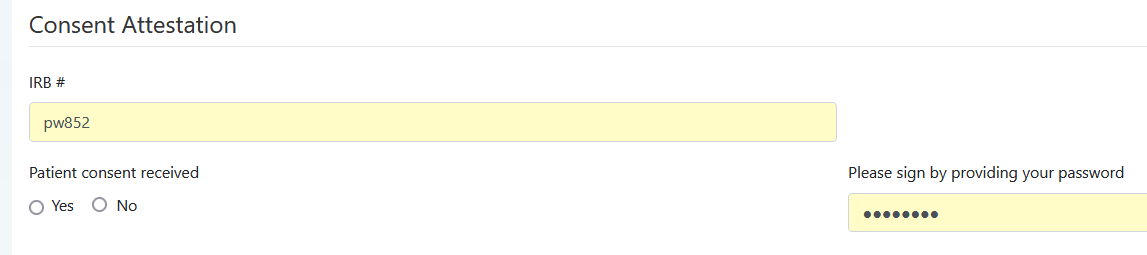 Consent Attestation
IRB #
pw852
Patient consent received
Please sign by providing your password
Yes No
••••••••